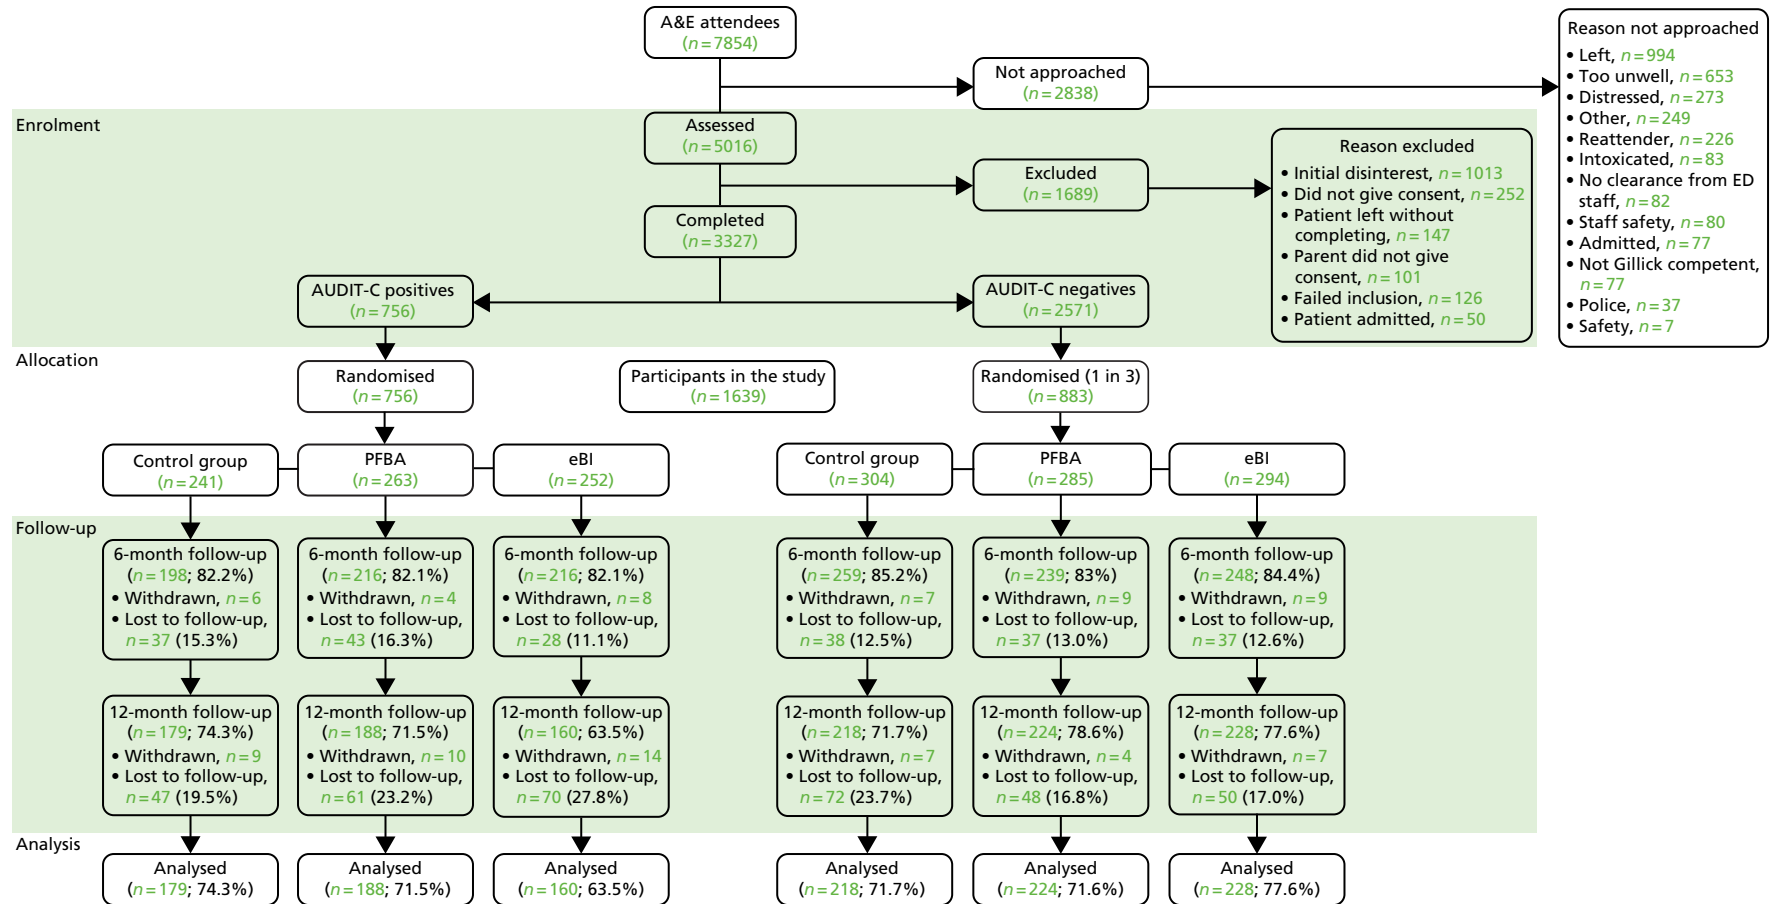 A&E attendees
(n=7854)
Not approached
(n=2838)
Reason not approached
• Left, n=994
• Too unwell, n=653
• Distressed, n=273
• Other, n=249
• Reattender, n=226
• Intoxicated, n=83
• No clearance from ED
staff, n=82
• Staff safety, n=80
• Admitted, n=77
• Not Gillick competent,
n=77
• Police, n=37
• Safety, n=7
Enrolment
Assessed
(n=5016)
Excluded
(n=1689)
Reason excluded
• Initial disinterest, n=1013
• Did not give consent, n=252
• Patient left without
completing, n=147
• Parent did not give
consent, n=101
• Failed inclusion, n=126
• Patient admitted, n=50
Completed
(n=3327)
AUDIT-C positives
(n=756)
AUDIT-C negatives
(n=2571)
Allocation
Randomised
(n=756)
Participants in the study
(n=1639)
Randomised (1 in 3)
(n=883)
Control group
(n=241)
PFBA
(n=263)
eBI
(n=252)
Control group
(n=304)
PFBA
(n=285)
eBI
(n=294)
Follow-up
6-month follow-up
(n=198; 82.2%)
• Withdrawn, n=6
• Lost to follow-up,
n=37 (15.3%)
6-month follow-up
(n=216; 82.1%)
• Withdrawn, n=4
• Lost to follow-up,
n=43 (16.3%)
6-month follow-up
(n=216; 82.1%)
• Withdrawn, n=8
• Lost to follow-up,
n=28 (11.1%)
6-month follow-up
(n=259; 85.2%)
• Withdrawn, n=7
• Lost to follow-up,
n=38 (12.5%)
6-month follow-up
(n=239; 83%)
• Withdrawn, n=9
• Lost to follow-up,
n=37 (13.0%)
6-month follow-up
(n=248; 84.4%)
• Withdrawn, n=9
• Lost to follow-up,
n=37 (12.6%)
12-month follow-up
(n=179; 74.3%)
• Withdrawn, n=9
• Lost to follow-up,
n=47 (19.5%)
12-month follow-up
(n=188; 71.5%)
• Withdrawn, n=10
• Lost to follow-up,
n=61 (23.2%)
12-month follow-up
(n=160; 63.5%)
• Withdrawn, n=14
• Lost to follow-up,
n=70 (27.8%)
12-month follow-up
(n=218; 71.7%)
• Withdrawn, n=7
• Lost to follow-up,
n=72 (23.7%)
12-month follow-up
(n=224; 78.6%)
• Withdrawn, n=4
• Lost to follow-up,
n=48 (16.8%)
12-month follow-up
(n=228; 77.6%)
• Withdrawn, n=7
• Lost to follow-up,
n=50 (17.0%)
Analysis
Analysed
(n=179; 74.3%)
Analysed
(n=188; 71.5%)
Analysed
(n=160; 63.5%)
Analysed
(n=218; 71.7%)
Analysed
(n=224; 71.6%)
Analysed
(n=228; 77.6%)